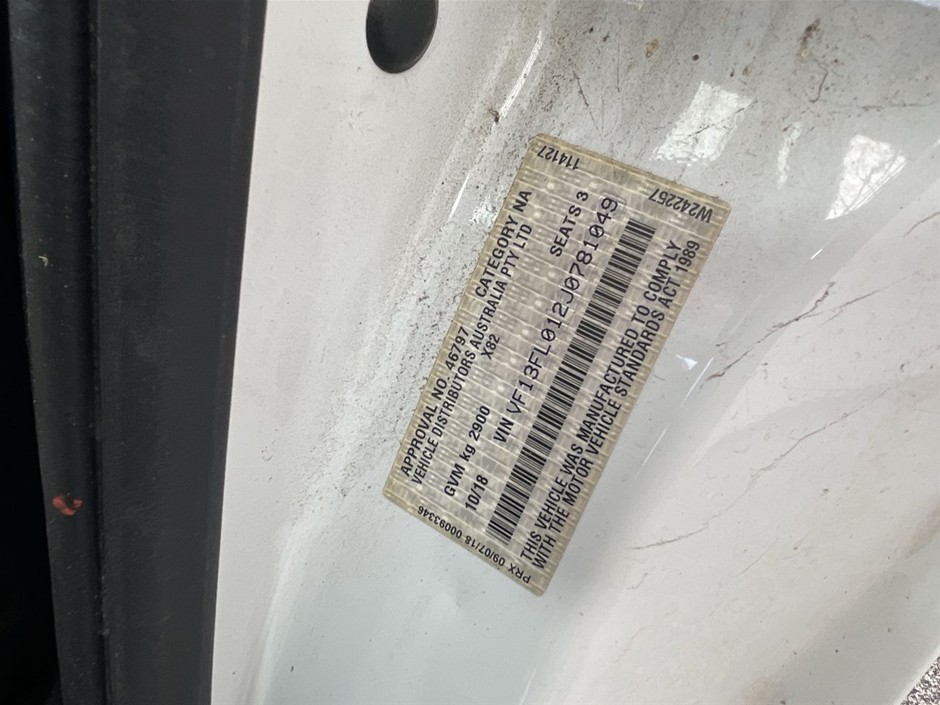 APPROVAL NO. 46797 CATEGORY NA
VEHICLE DISTRIBUTORS AUSTRALIA PTY LTD
X82
GVM kg 2900 SEATS 3
10/18 VIN VF13FL012J0781049
THIS VEHICLE WAS MANUFACTURED TO COMPLY
WITH THE MOTOR VEHICLE STANDARDS ACT 1989
PRX 09/07/18 00093346
114127
W242257